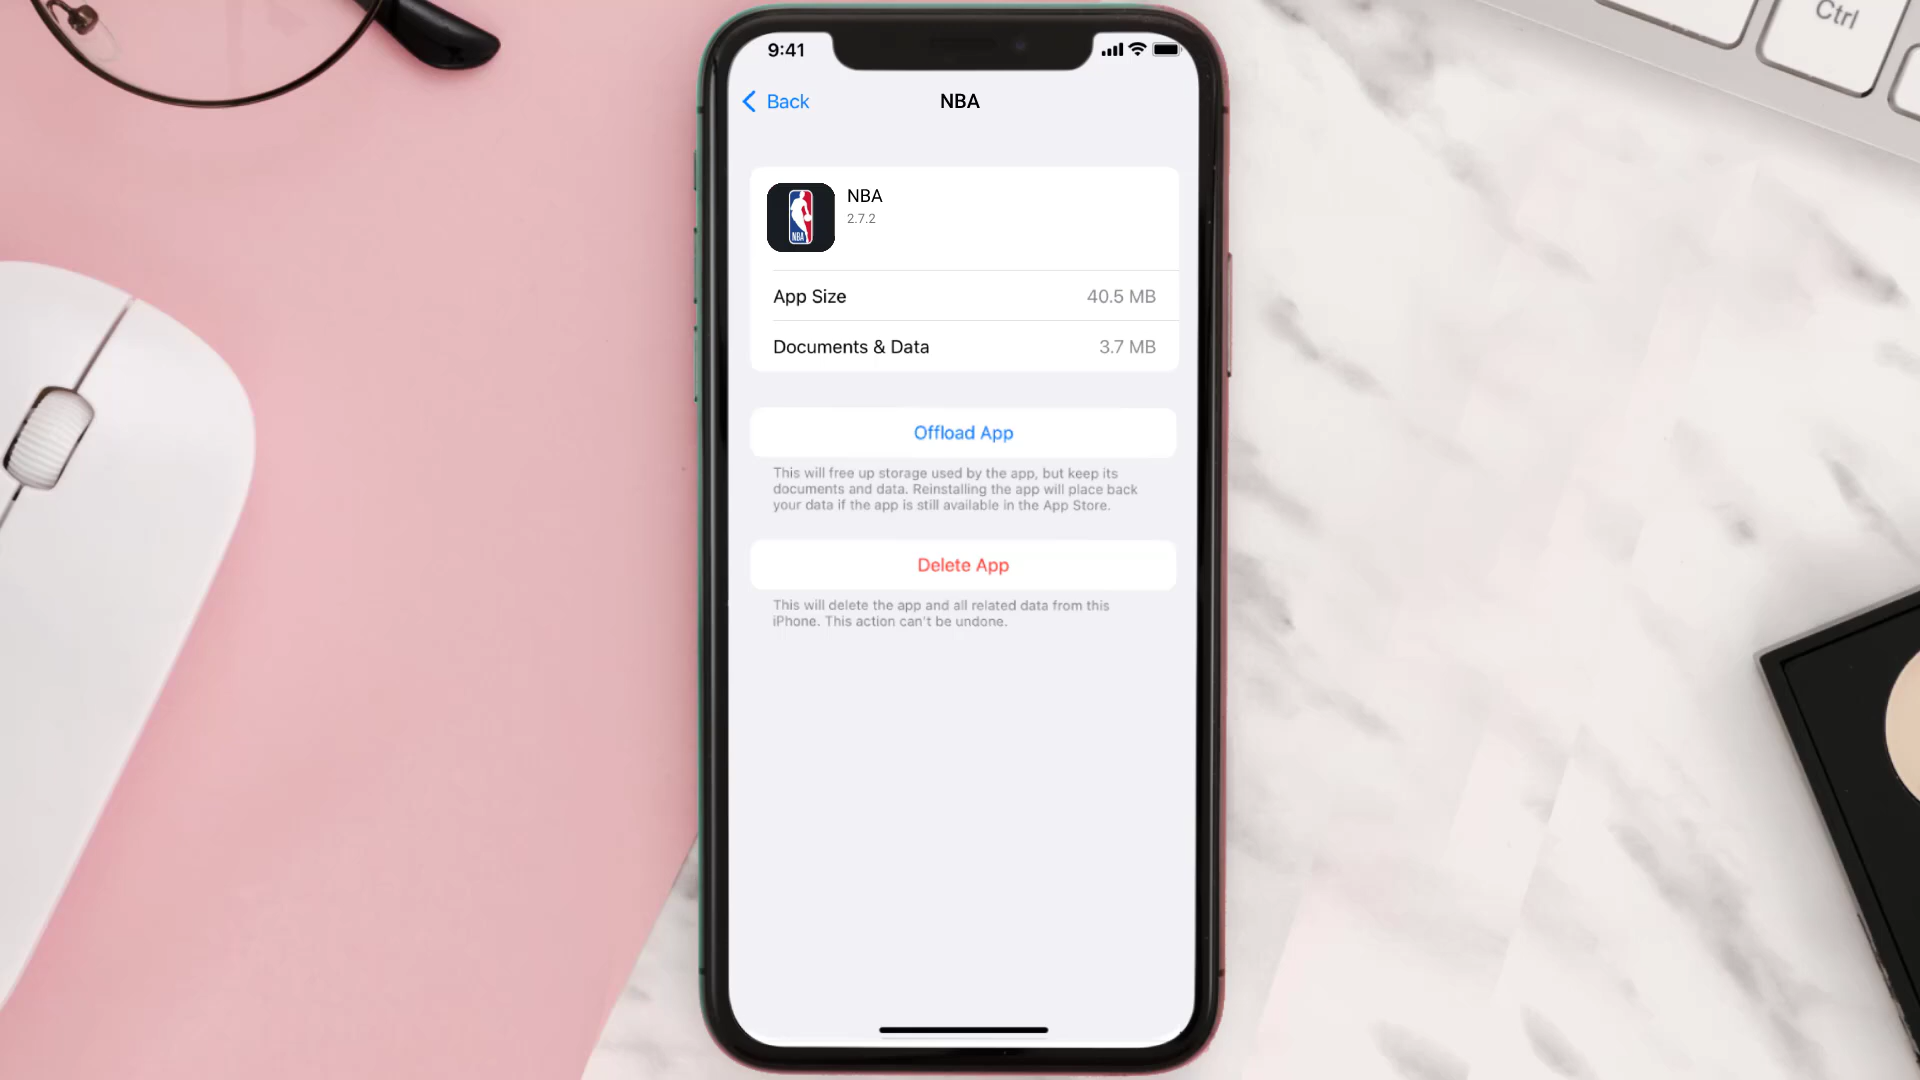 Ctrl
9:41
Back
NBA
NBA
NBA
2.7.2
App Size
40.5 MB
Documents & Data
3.7 MB
Offload App
This will free up storage used by the app, but keep its
documents and data. Reinstalling the app will place back
your data if the app is still available in the App Store.
Delete App
This will delete the app and all related data from this
iPhone. This action can't be undone.